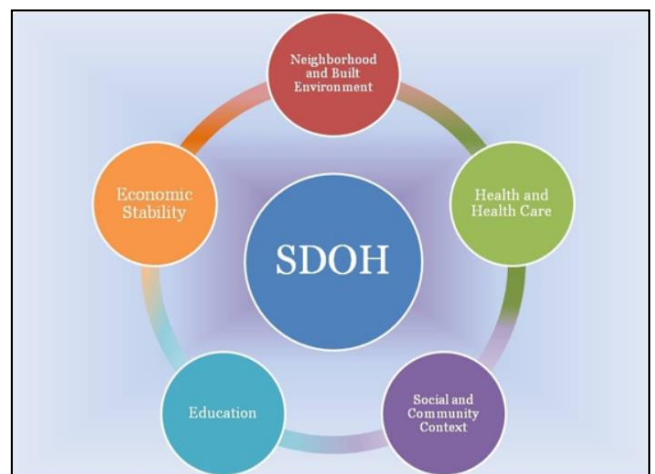 Neighborhood
and Built
Environment
Economic
Stability
Health and
Health Care
SDOH
Education
Social and
Community
Context